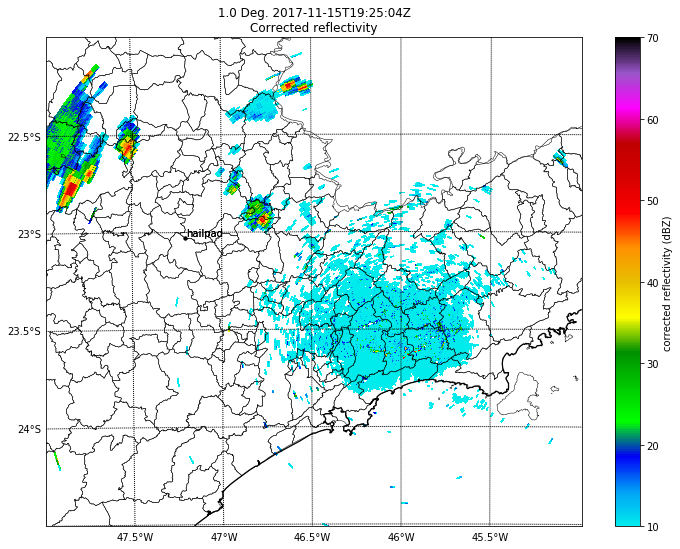 1.0 Deg. 2017-11-15T19:25:04Z
Corrected reflectivity
22.5°S
23°S
23.5°S
24°S
hailpad
47.5°W
47°W
46.5°W
46°W
45.5°W
70
60
50
40
30
20
10
corrected reflectivity (dBZ)